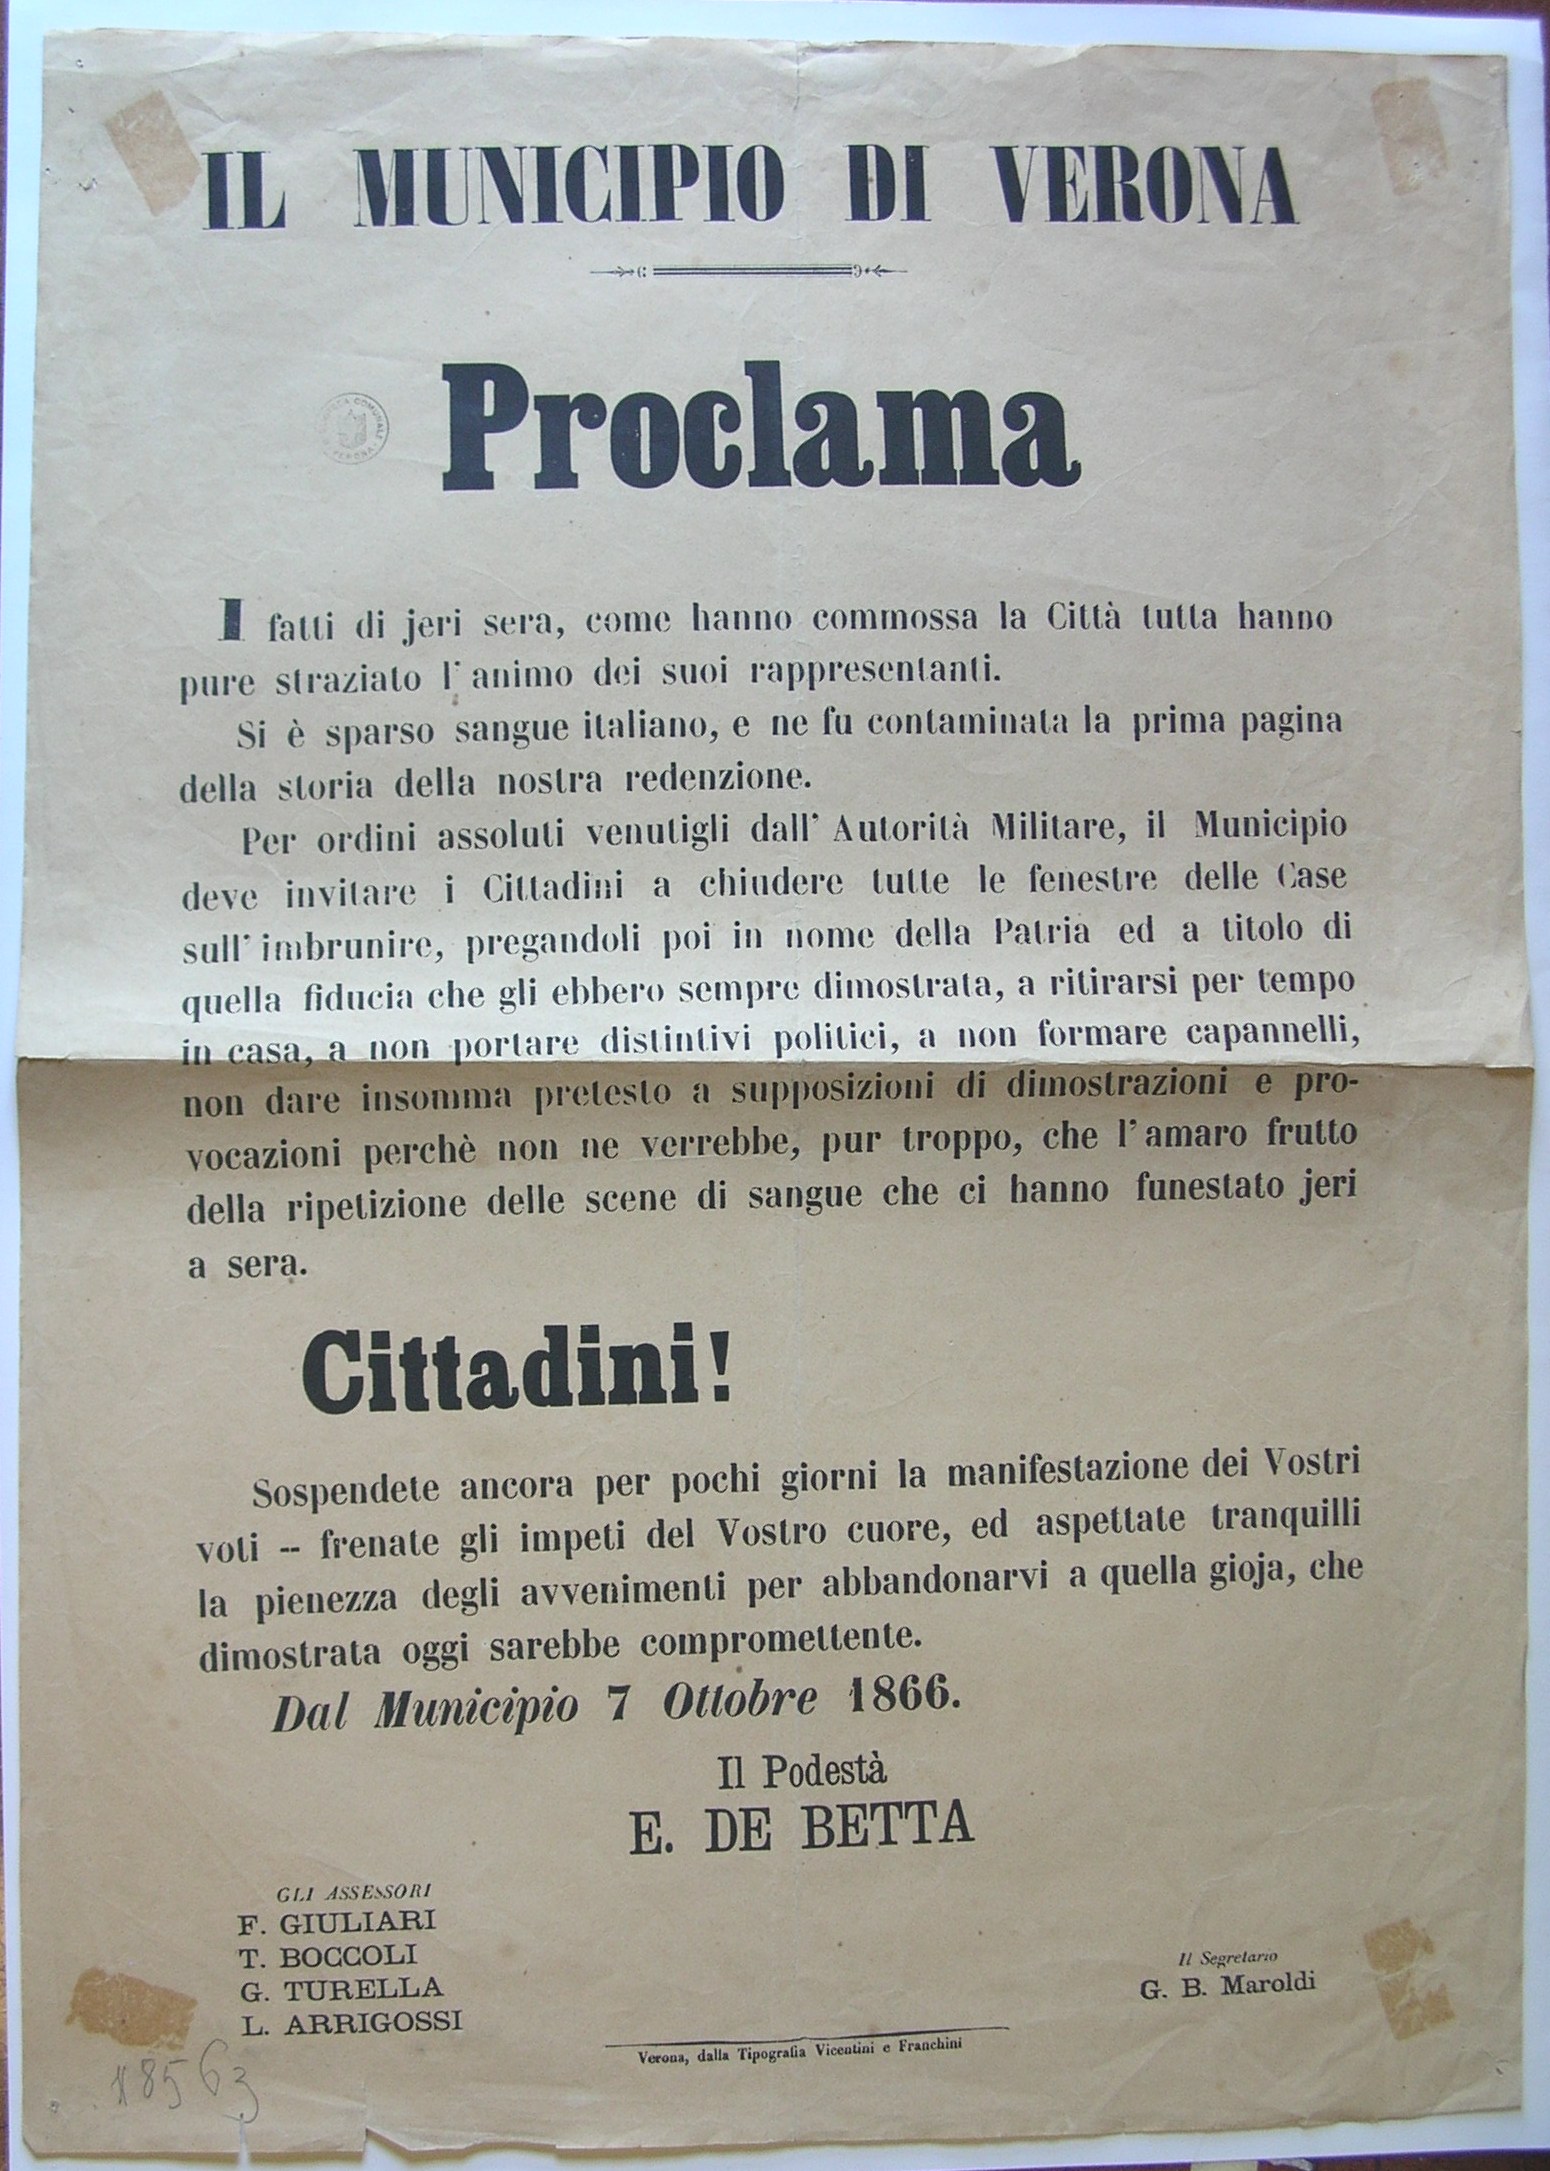 IL MUNICIPIO DI VERONA
Proclama
COMUNALE
VERONA
I fatti di jeri sera, come hanno commossa la Città tutta hanno
pure straziato l' animo dei suoi rappresentanti.
Si è sparso sangue italiano, e ne fu contaminata la prima pagina
della storia della nostra redenzione.
Per ordini assoluti venutigli dall' Autorità Militare, il Municipio
deve invitare i Cittadini a chiudere tutte le fenestre delle Case
sull' imbrunire, pregandoli poi in nome della Patria ed a titolo di
quella fiducia che gli ebbero sempre dimostrata, a ritirarsi per tempo
in casa, a non portare distintivi politici, a non formare capannelli,
non dare insomma pretesto a supposizioni di dimostrazioni e pro-
vocazioni perchè non ne verrebbe, pur troppo, che l' amaro frutto
della ripetizione delle scene di sangue che ci hanno funestato jeri
a sera.
Cittadini!
Sospendete ancora per pochi giorni la manifestazione dei Vostri
voti -- frenate gli impeti del Vostro cuore, ed aspettate tranquilli
la pienezza degli avvenimenti per abbandonarvi a quella gioja, che
dimostrata oggi sarebbe compromettente.
Dal Municipio 7 Ottobre 1866.
Il Podestà
E. DE BETTA
GLI ASSESSORI
F. GIULIARI
T. BOCCOLI
G. TURELLA
L. ARRIGOSSI
Il Segretario
G. B. Maroldi
Verona, dalla Tipografia Vicentini e Franchini